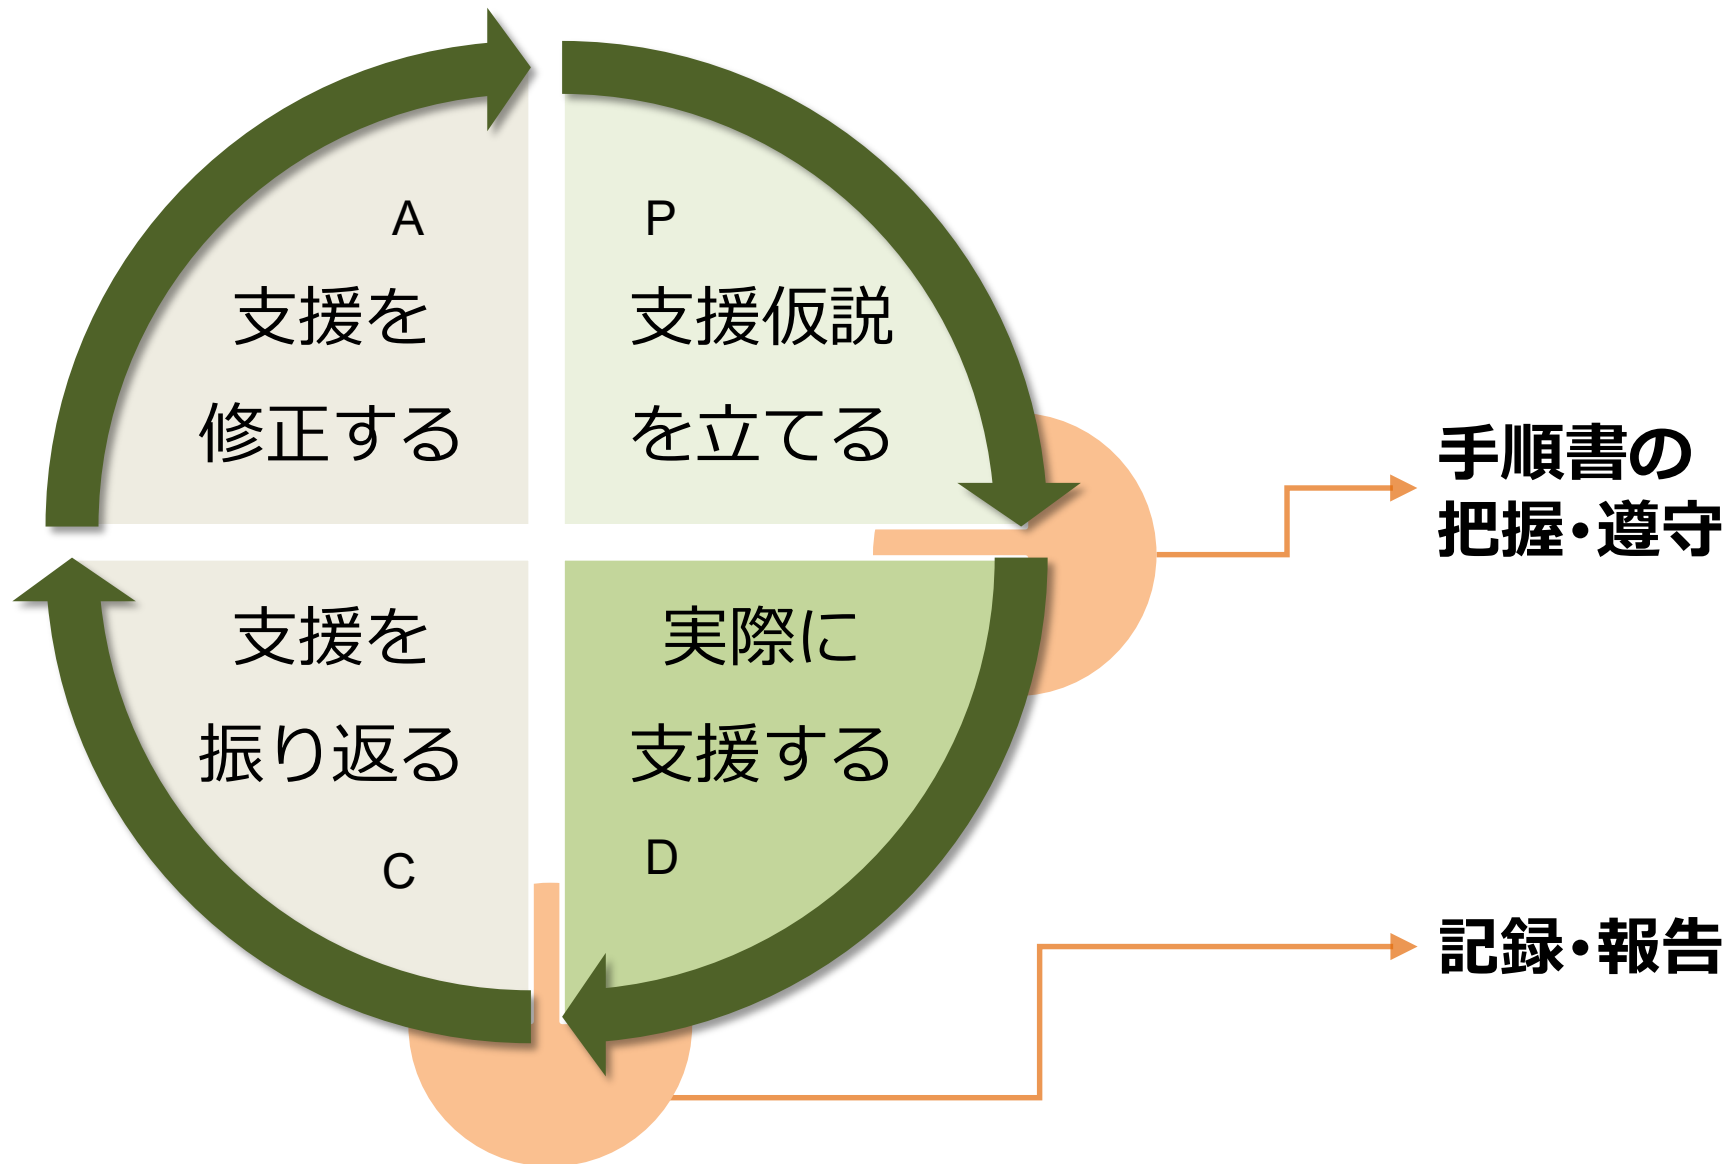 A
支援を
修正する
P
支援仮説
を立てる
手順書の
把握・遵守
支援を
振り返る
C
実際に
支援する
D
記録・報告